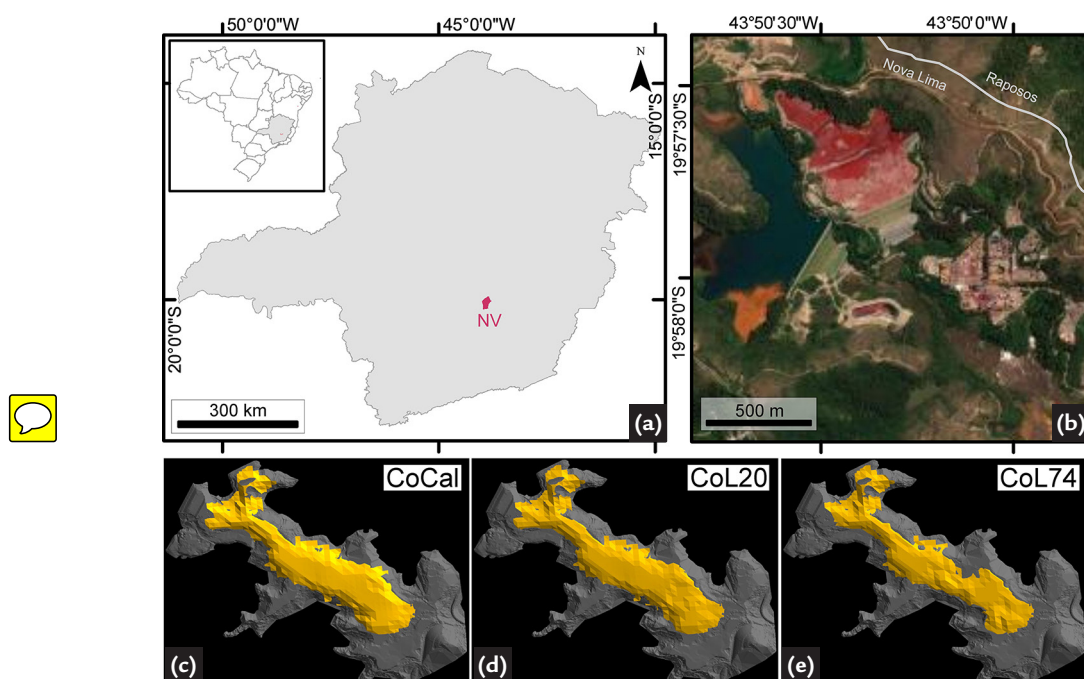 50°0'0"W
45°0'0"W
N
15°0'0"S
20°0'0"S
NV
300 km
(a)
43°50'30"W
43°50'0"W
19°57'30"S
19°58'0"S
Nova Lima
Raposos
500 m
(b)
CoCal
(c)
CoL20
(d)
CoL74
(e)